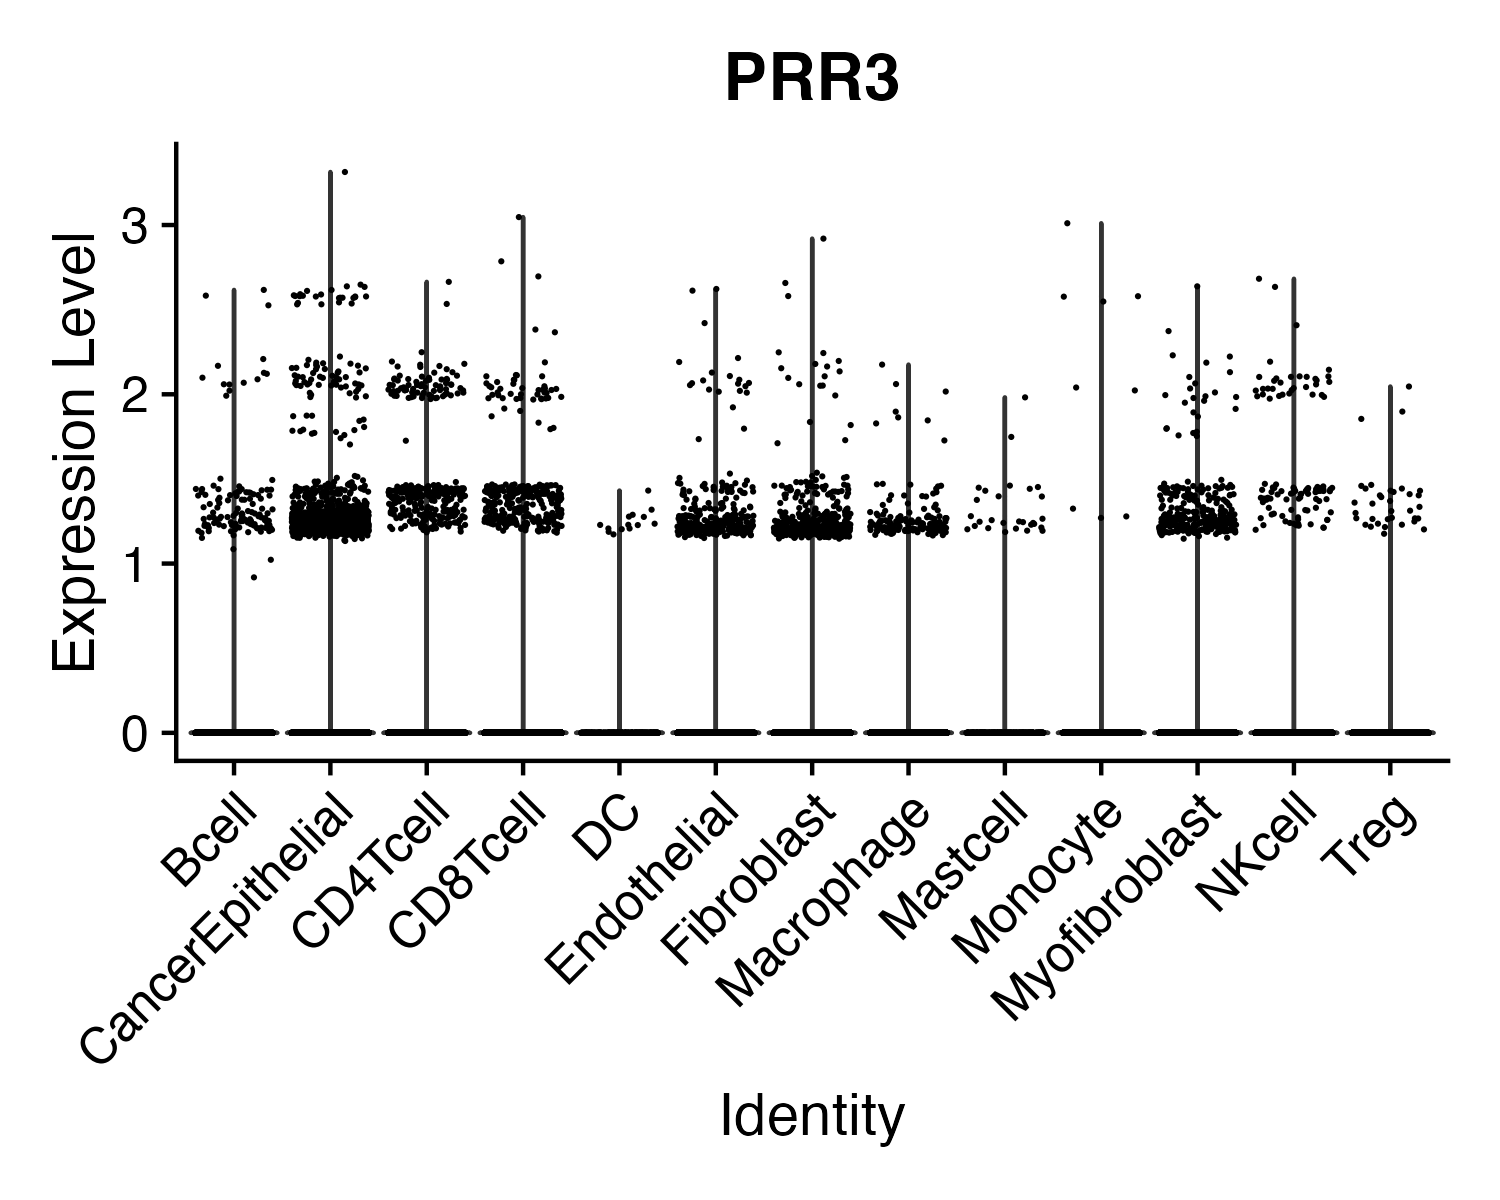 PRR3
Expression Level
3
2
1
0
Bcell
CancerEpithelial
CD4Tcell
CD8Tcell
DC
Endothelial
Fibroblast
Macrophage
Mastcell
Monocyte
Myofibroblast
NKcell
Treg
Identity